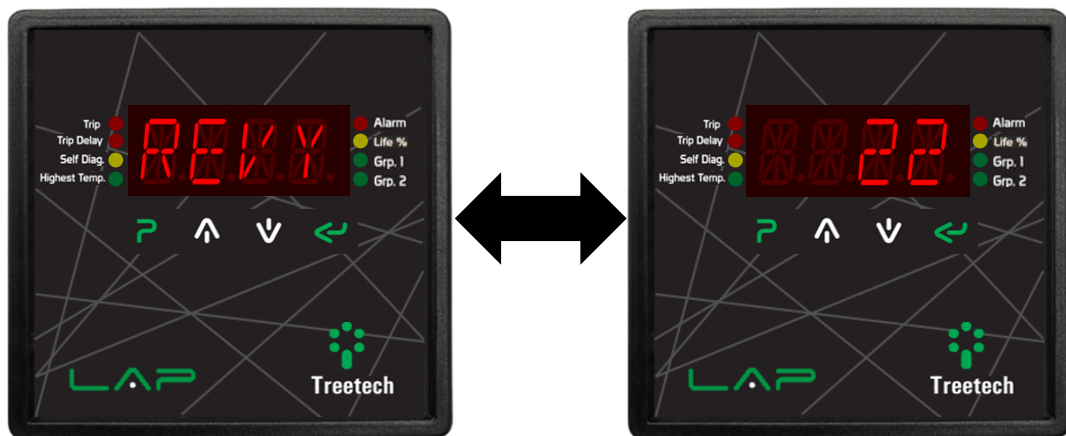 REVY
Trip
Trip Delay
Self Diag.
Highest Temp.
Alarm
Life %
Grp. 1
Grp. 2
P
LAP
Treetech
22
Trip
Trip Delay
Self Diag.
Highest Temp.
Alarm
Life %
Grp. 1
Grp. 2
P
LAP
Treetech